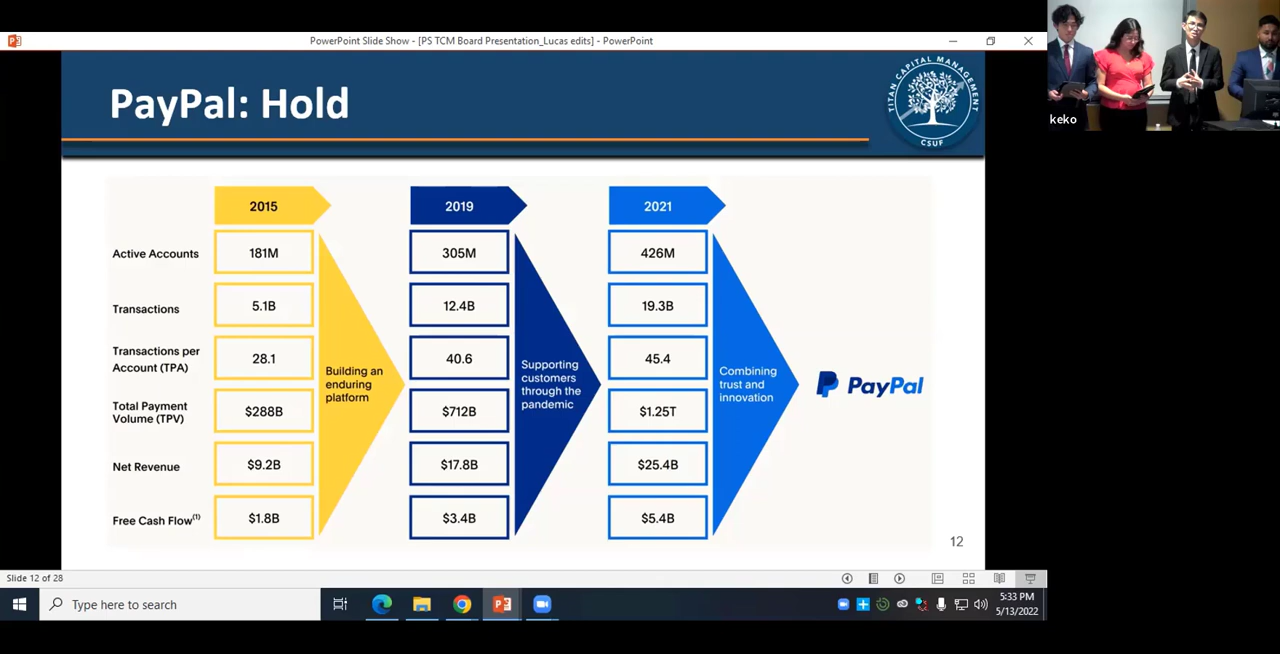 PowerPoint Slide Show - [PS TCM Board Presentation_Lucas edits] - PowerPoint
keko
PayPal: Hold
TITAN CAPITAL MANAGEMENT
CSUF
2015
2019
2021
Active Accounts
181M
305M
426M
Transactions
5.1B
12.4B
19.3B
Transactions per
Account (TPA)
28.1
40.6
45.4
Building an
enduring
platform
Supporting
customers
through the
pandemic
Combining
trust and
innovation
PayPal
Total Payment
Volume (TPV)
$288B
$712B
$1.25T
Net Revenue
$9.2B
$17.8B
$25.4B
Free Cash Flow(1)
$1.8B
$3.4B
$5.4B
12
Slide 12 of 28
Type here to search
5:33 PM
5/13/2022